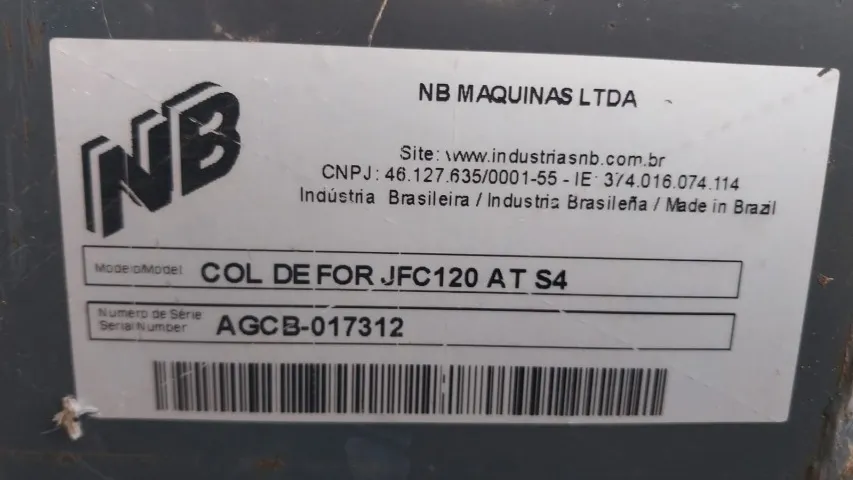 NB
NB MAQUINAS LTDA
Site: www.industriasnb.com.br
CNPJ: 46.127.635/0001-55 - IE: 374.016.074.114
Indústria Brasileira / Industria Brasileña / Made in Brazil
Modelo/Model COL DE FOR JFC120 AT S4
Numero de Série
Serial Number AGCB-017312